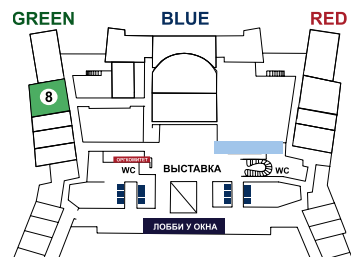 GREEN BLUE RED
8
ОРГКОМИТЕТ
WC ВЫСТАВКА WC
ЛОББИ У ОКНА